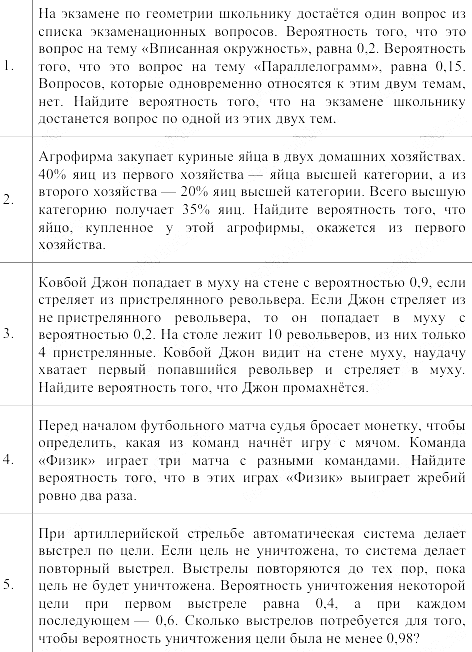 На экзамене по геометрии школьнику достаётся один вопрос из
списка экзаменационных вопросов. Вероятность того, что это
вопрос на тему «Вписанная окружность», равна 0,2. Вероятность
1. того, что это вопрос на тему «Параллелограмм», равна 0,15.
Вопросов, которые одновременно относятся к этим двум темам,
нет. Найдите вероятность того, что на экзамене школьнику
достанется вопрос по одной из этих двух тем.
Агрофирма закупает куриные яйца в двух домашних хозяйствах.
40% яиц из первого хозяйства — яйца высшей категории, а из
2. второго хозяйства — 20% яиц высшей категории. Всего высшую
категорию получает 35% яиц. Найдите вероятность того, что
яйцо, купленное у этой агрофирмы, окажется из первого
хозяйства.
Ковбой Джон попадает в муху на стене с вероятностью 0,9, если
стреляет из пристрелянного револьвера. Если Джон стреляет из
не пристрелянного револьвера, то он попадает в муху с
3. вероятностью 0,2. На столе лежит 10 револьверов, из них только
4 пристрелянные. Ковбой Джон видит на стене муху, наудачу
хватает первый попавшийся револьвер и стреляет в муху.
Найдите вероятность того, что Джон промахнётся.
Перед началом футбольного матча судья бросает монетку, чтобы
определить, какая из команд начнёт игру с мячом. Команда
4. «Физик» играет три матча с разными командами. Найдите
вероятность того, что в этих играх «Физик» выиграет жребий
ровно два раза.
При артиллерийской стрельбе автоматическая система делает
выстрел по цели. Если цель не уничтожена, то система делает
повторный выстрел. Выстрелы повторяются до тех пор, пока
5. цель не будет уничтожена. Вероятность уничтожения некоторой
цели при первом выстреле равна 0,4, а при каждом
последующем — 0,6. Сколько выстрелов потребуется для того,
чтобы вероятность уничтожения цели была не менее 0,98?